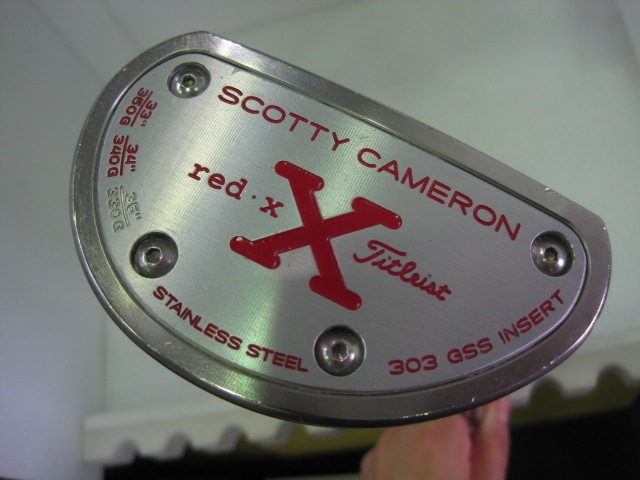 SCOTTY CAMERON
red·x
X
Titleist
33"
360G
34"
340G
35"
330G
STAINLESS STEEL
303 GSS INSERT